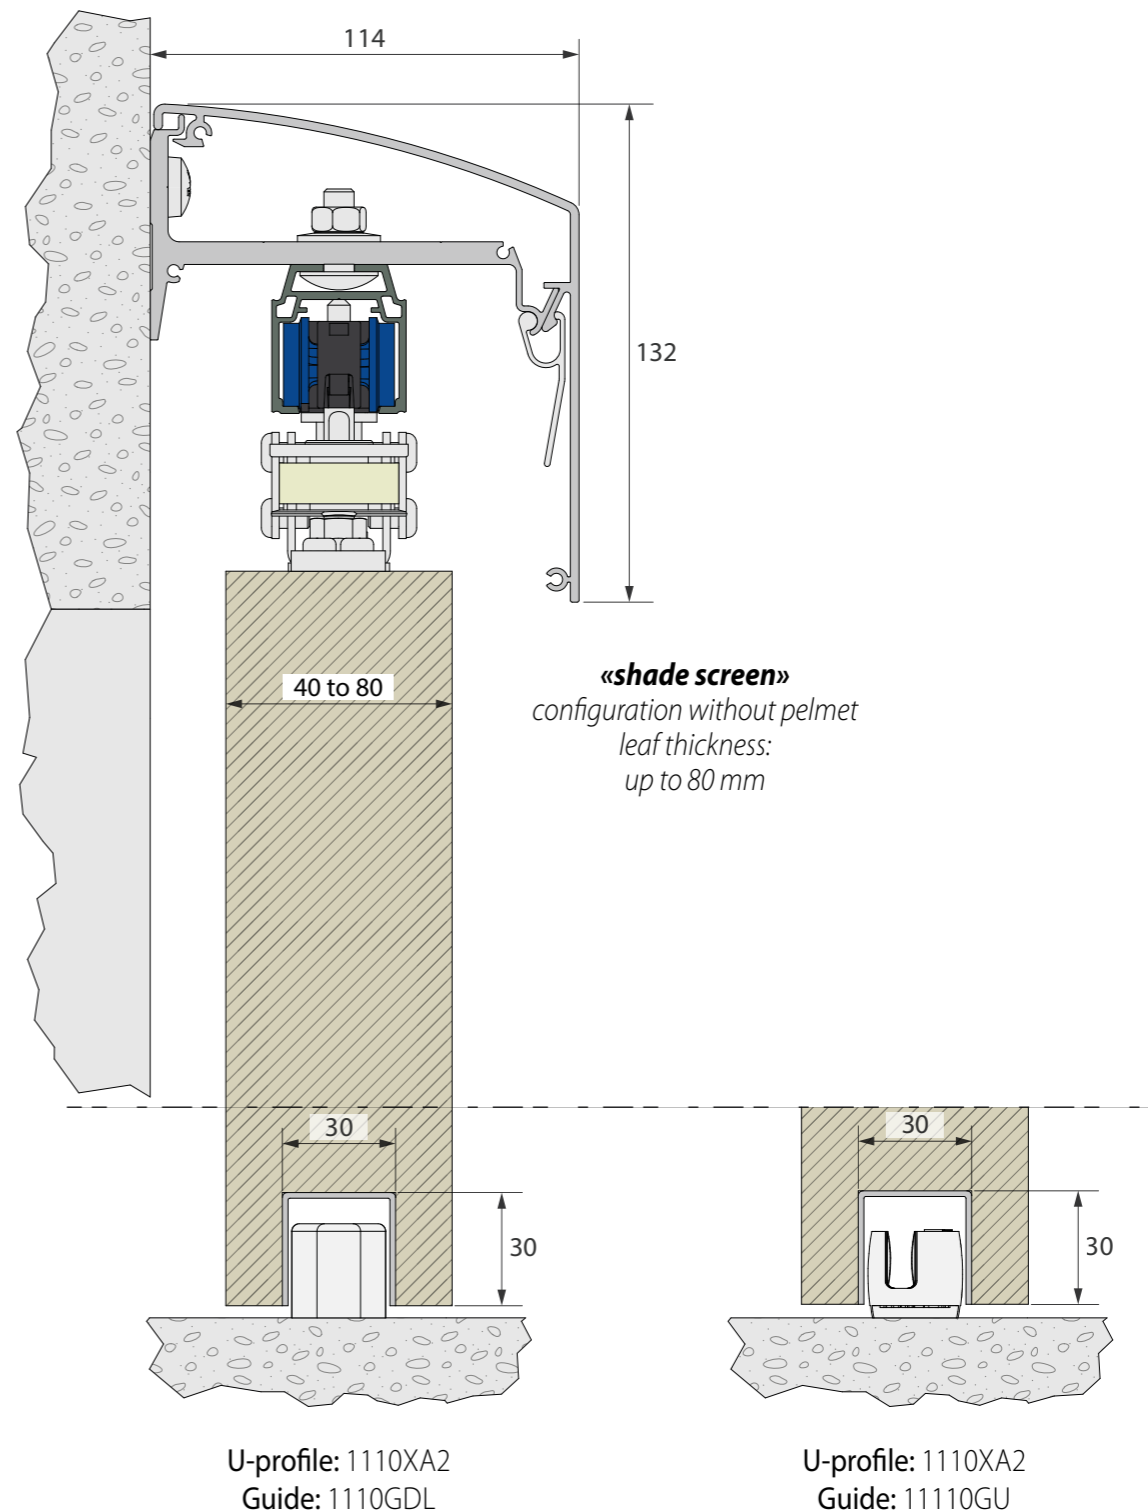 114
132
40 to 80
«shade screen»
configuration without pelmet
leaf thickness:
up to 80 mm
30
30
30
30
U-profile: 1110XA2
Guide: 1110GDL
U-profile: 1110XA2
Guide: 11110GU